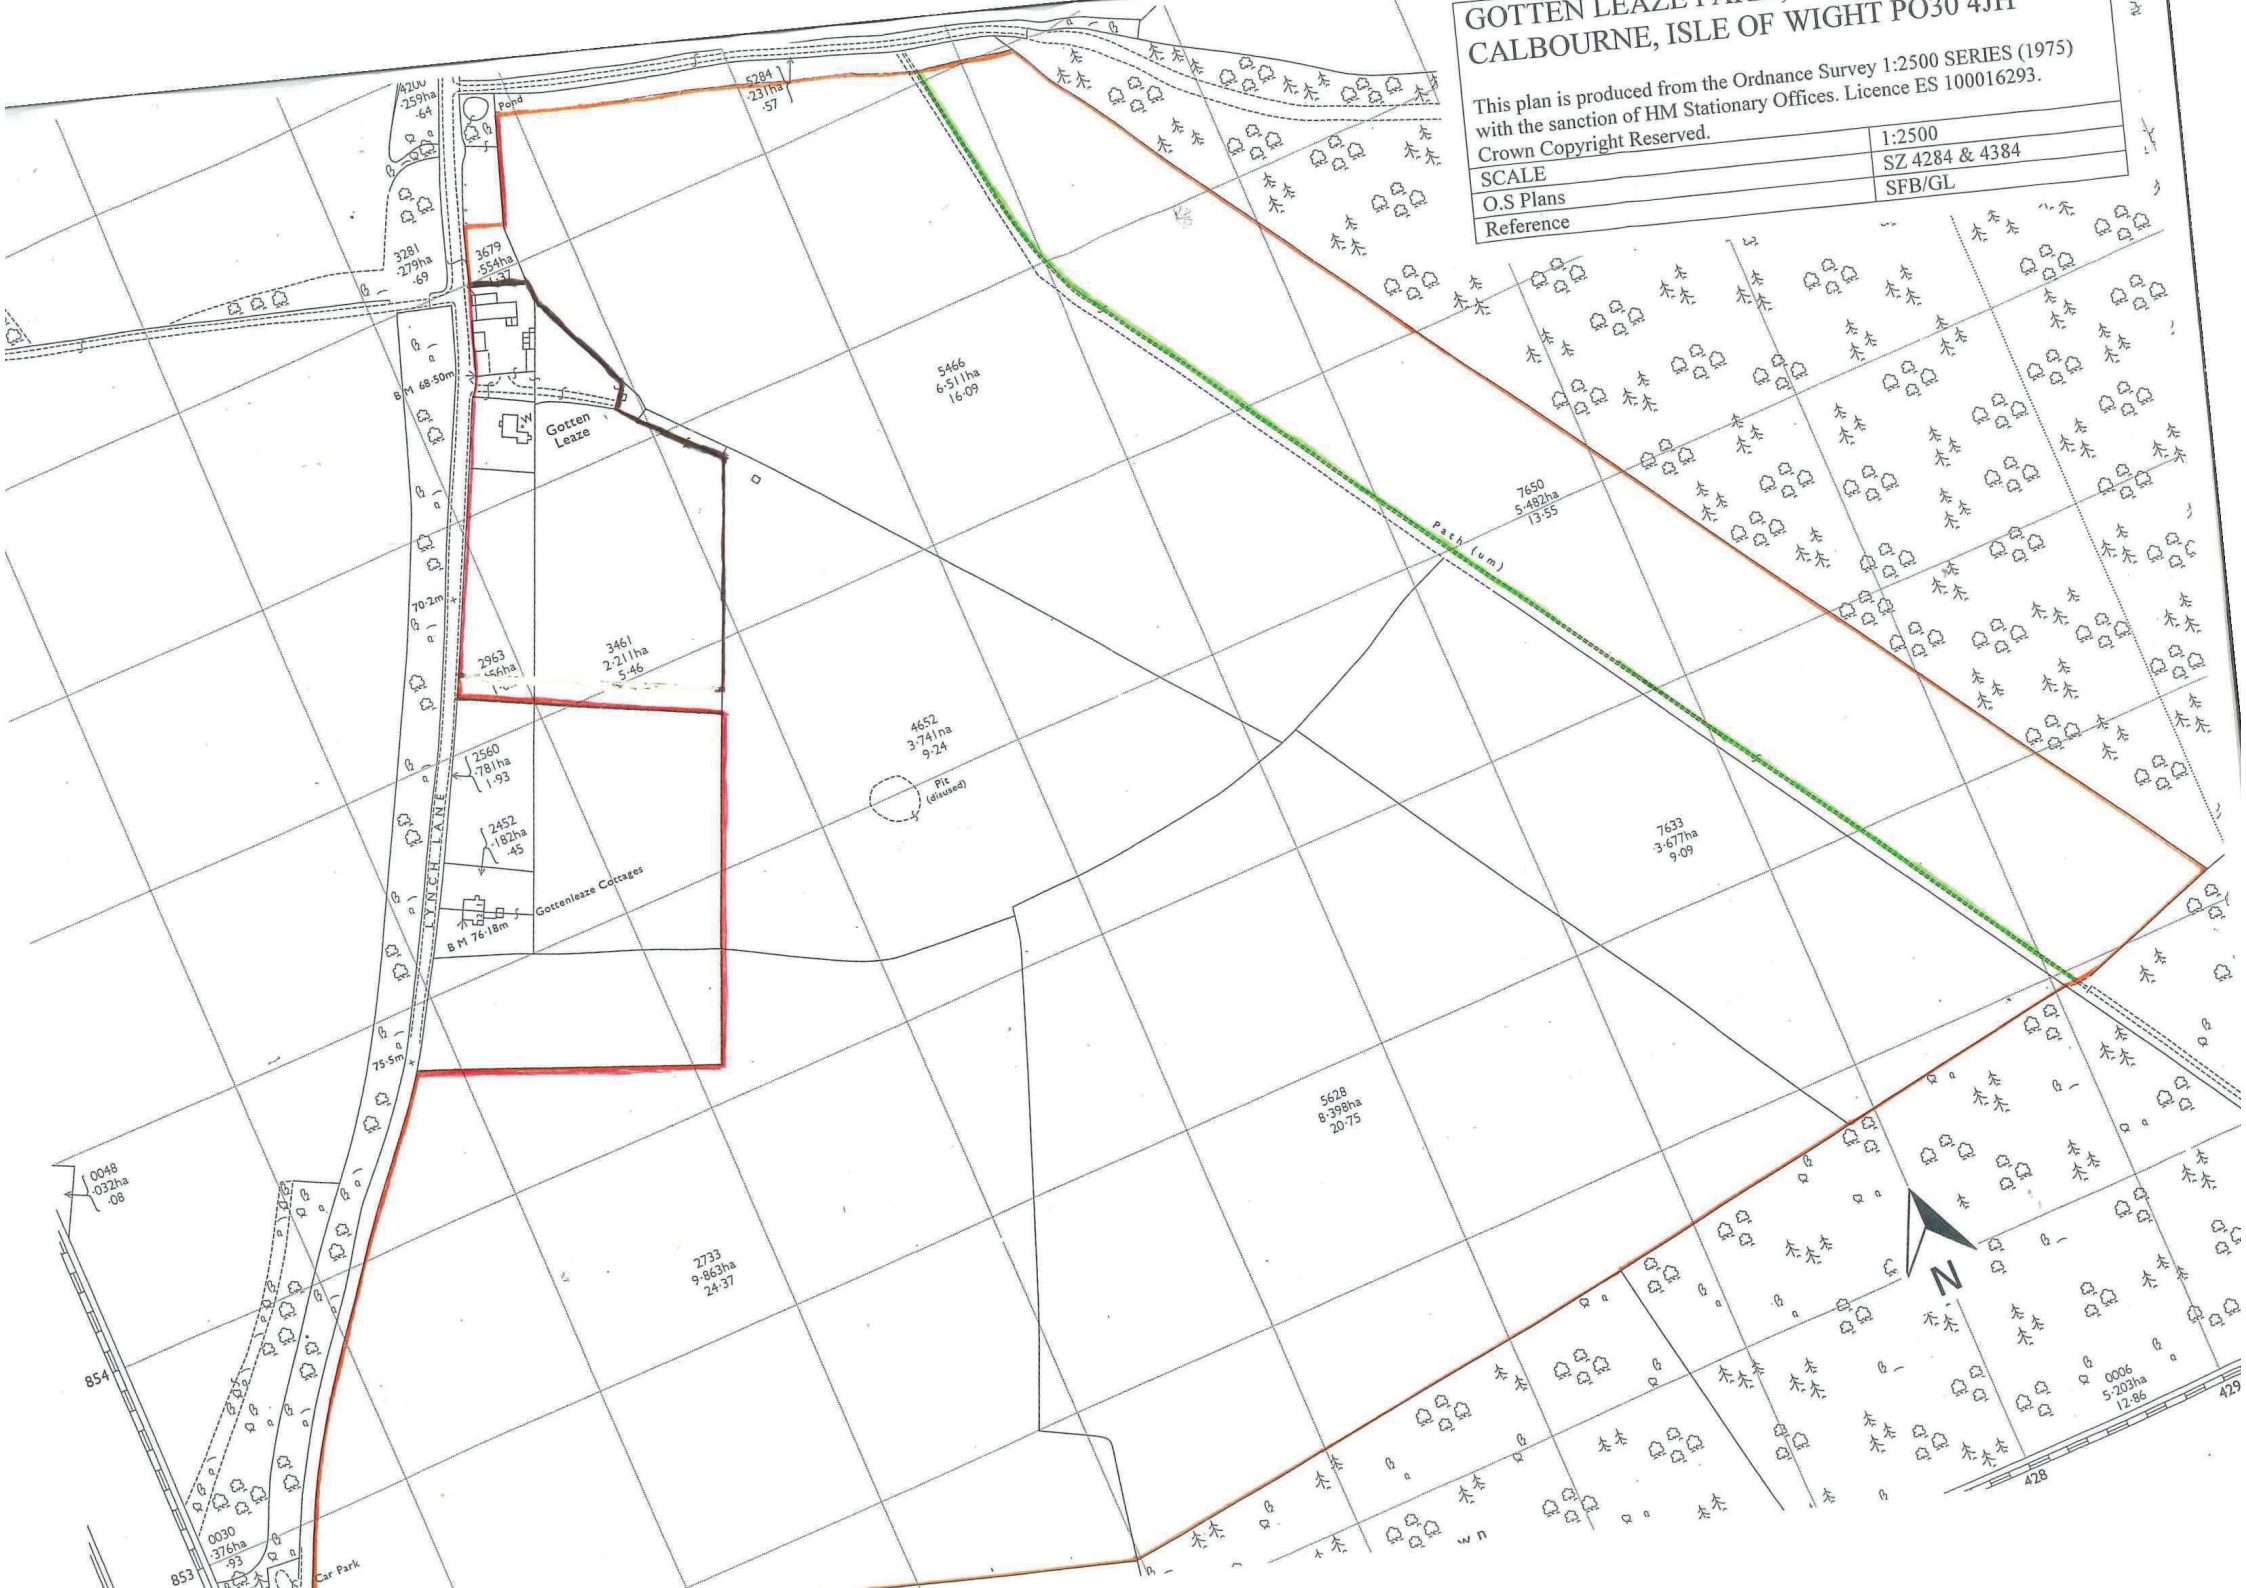 GOTTEN LEAZE
CALBOURNE, ISLE OF WIGHT PO30 4JH
This plan is produced from the Ordnance Survey 1:2500 SERIES (1975)
with the sanction of HM Stationary Offices. Licence ES 100016293.
Crown Copyright Reserved.
SCALE 1:2500
O.S Plans SZ 4284 & 4384
Reference SFB/GL
4200
·259ha
·64
Pond
5284
·231ha
·57
3281
·279ha
·69
3679
·554ha
1·37
B M 68·50m
W
Gotten
Leaze
5466
6·511ha
16·09
7650
5·482ha
13·55
Path (um)
70·2m
2963
3461
2·211ha
5·46
4652
3·741ha
9·24
2560
·781ha
1·93
Pit
(disused)
LYNCH LANE
2452
·182ha
·45
7633
3·677ha
9·09
Gottenleaze Cottages
B M 76·18m
75·5m
5628
8·398ha
20·75
0048
·032ha
·08
2733
9·863ha
24·37
N
854
0006
5·203ha
12·86
429
428
0030
·376ha
·93
853
Car Park
w n